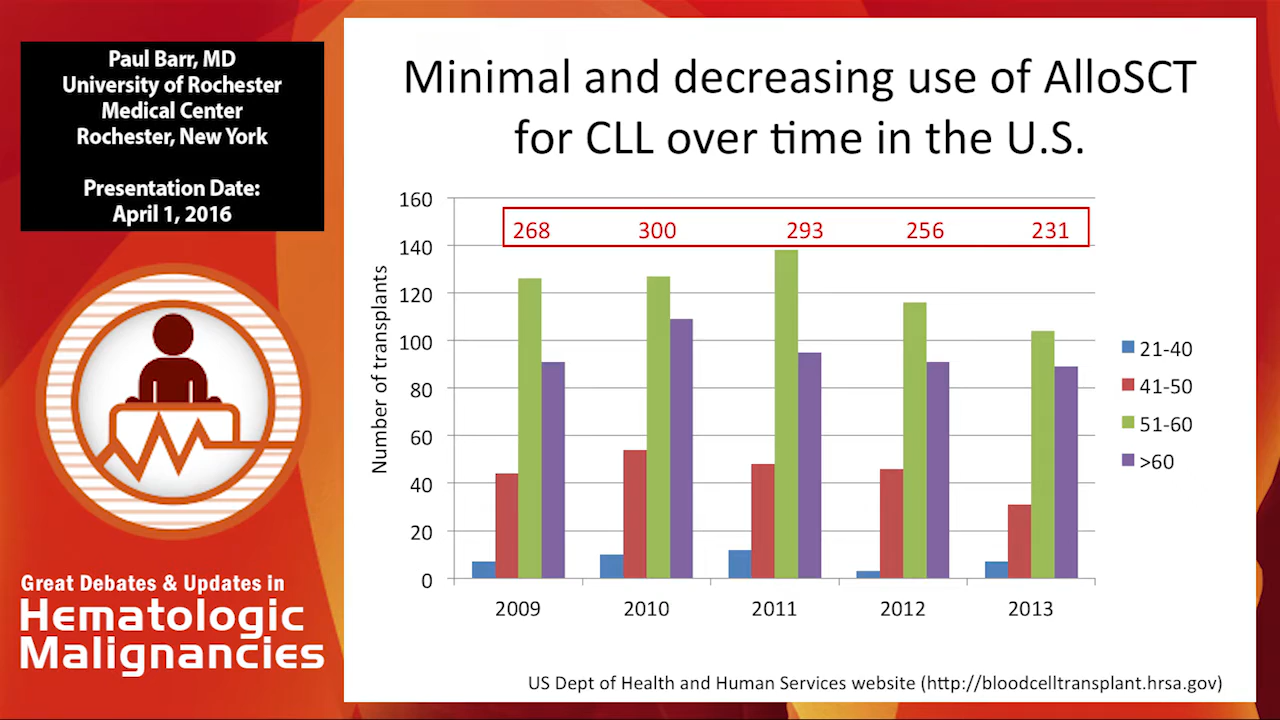 Paul Barr, MD
University of Rochester
Medical Center
Rochester, New York
Presentation Date:
April 1, 2016
Great Debates & Updates in
Hematologic
Malignancies
Minimal and decreasing use of AlloSCT
for CLL over time in the U.S.
Number of transplants
160
140
120
100
80
60
40
20
0
268 300 293 256 231
2009 2010 2011 2012 2013
21-40
41-50
51-60
>60
US Dept of Health and Human Services website (http://bloodcelltransplant.hrsa.gov)